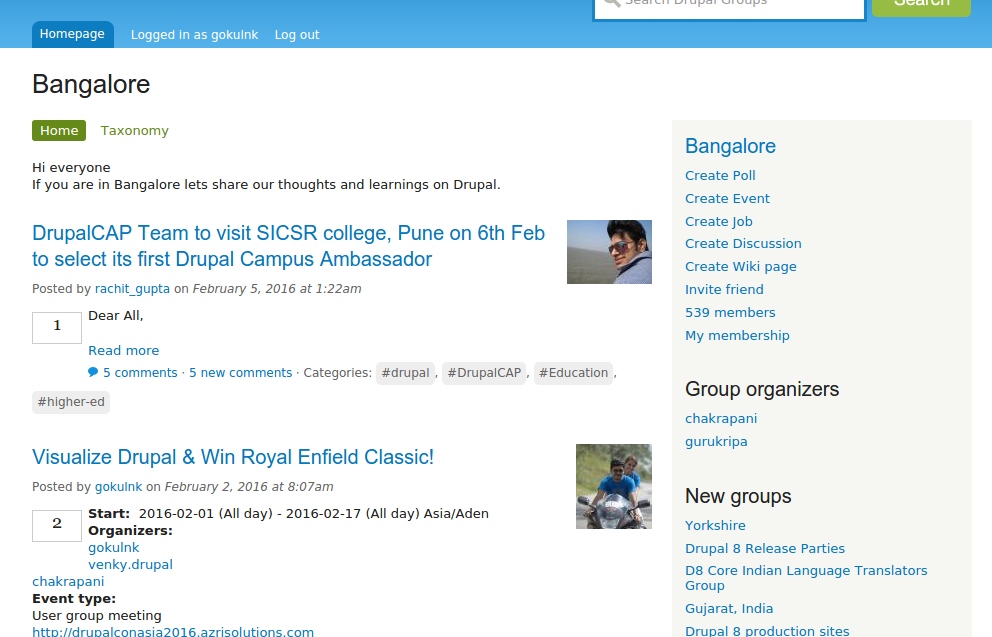 Search Drupal Groups
Search
Homepage
Logged in as gokulnk
Log out
Bangalore
Home
Taxonomy
Hi everyone
If you are in Bangalore lets share our thoughts and learnings on Drupal.
DrupalCAP Team to visit SICSR college, Pune on 6th Feb
to select its first Drupal Campus Ambassador
Posted by rachit_gupta on February 5, 2016 at 1:22am
1
Dear All,
Read more
5 comments · 5 new comments · Categories: #drupal, #DrupalCAP, #Education,
#higher-ed
Visualize Drupal & Win Royal Enfield Classic!
Posted by gokulnk on February 2, 2016 at 8:07am
2
Start: 2016-02-01 (All day) - 2016-02-17 (All day) Asia/Aden
Organizers:
gokulnk
venky.drupal
chakrapani
Event type:
User group meeting
http://drupalconasia2016.azrisolutions.com
Bangalore
Create Poll
Create Event
Create Job
Create Discussion
Create Wiki page
Invite friend
539 members
My membership
Group organizers
chakrapani
gurukripa
New groups
Yorkshire
Drupal 8 Release Parties
D8 Core Indian Language Translators
Group
Gujarat, India
Drupal 8 production sites